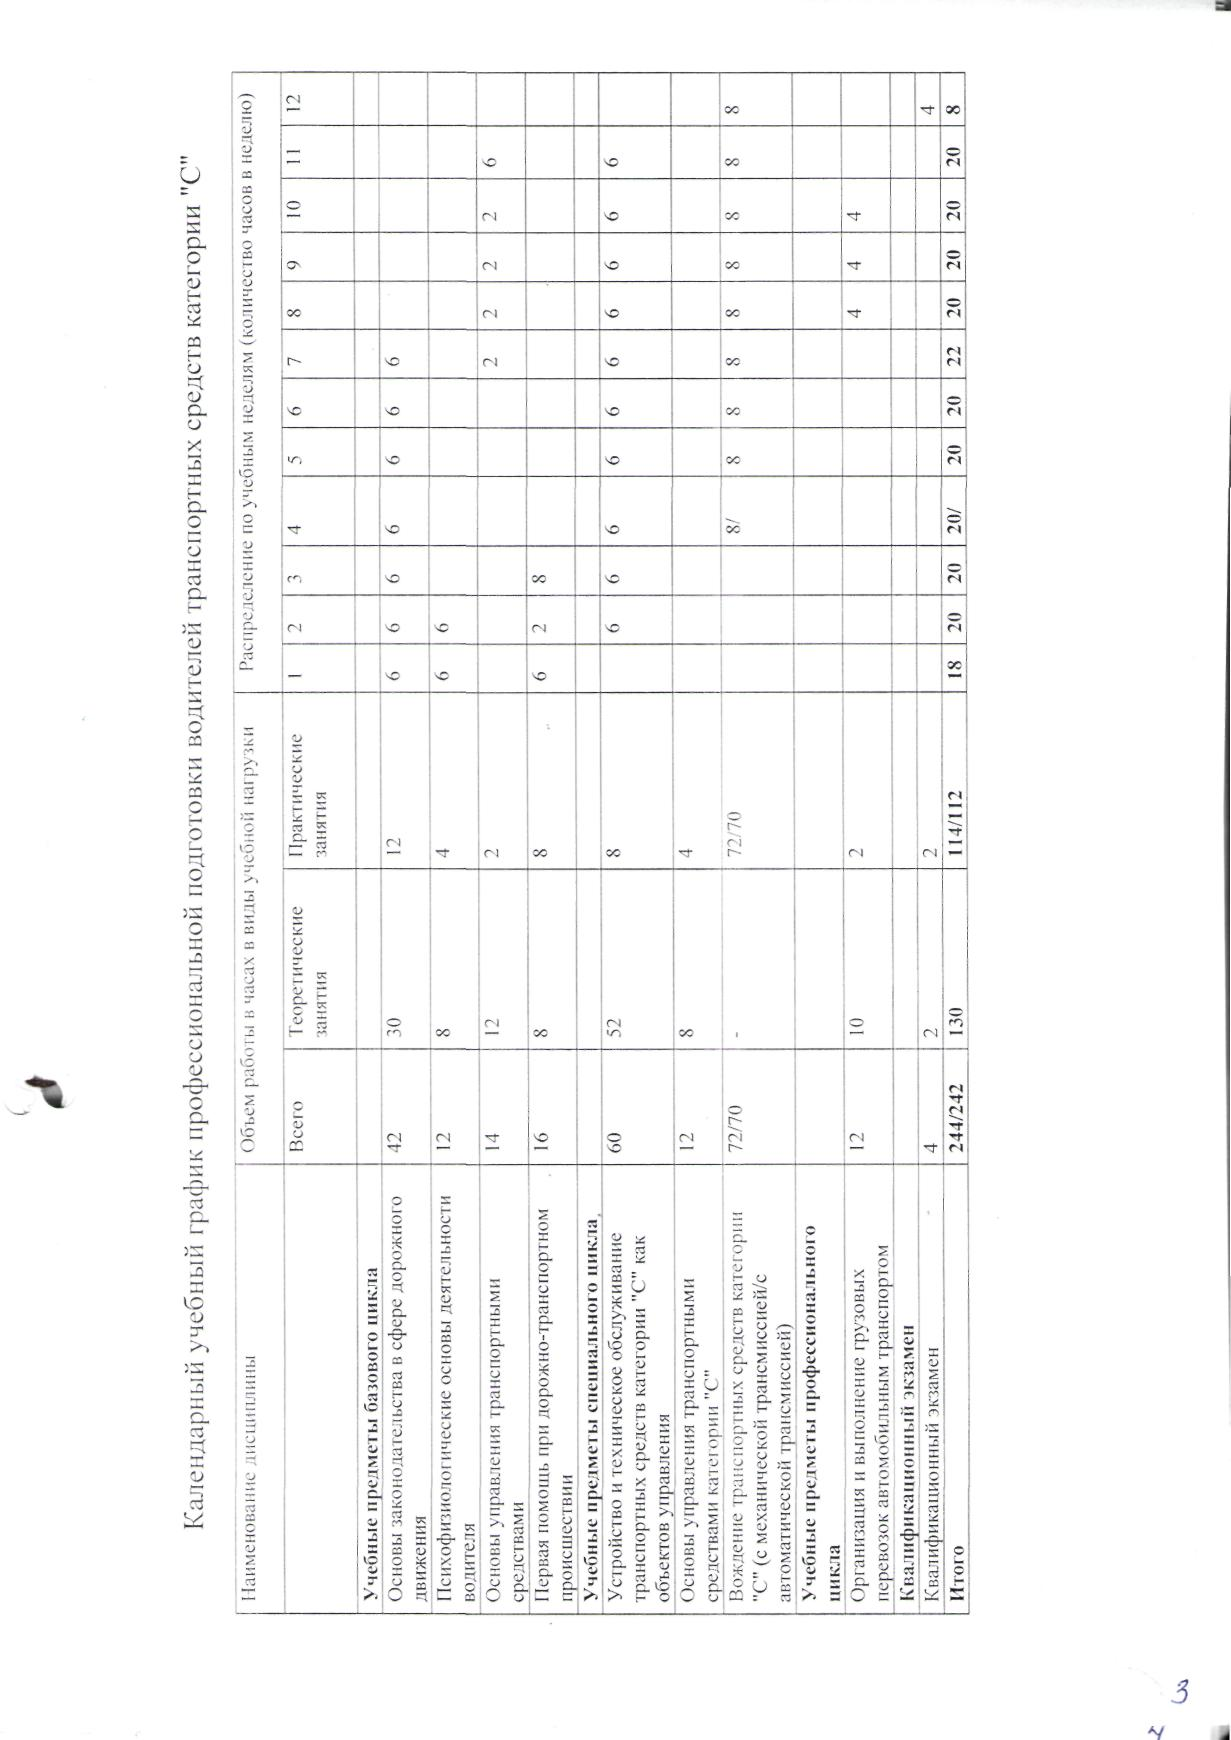 Календарный учебный график профессиональной подготовки водителей транспортных средств категории "С"
Наименование дисциплины Объем работы в часах в виды учебной нагрузки Распределение по учебным неделям (количество часов в неделю)
Всего Теоретические Практические 1 2 3 4 5 6 7 8 9 10 11 12
занятия занятия
Учебные предметы базового цикла
Основы законодательства в сфере дорожного 42 30 12 6 6 6 6 6 6 6
движения
Психофизиологические основы деятельности 12 8 4 6 6
водителя
Основы управления транспортными 14 12 2 2 2 2 2 6
средствами
Первая помощь при дорожно-транспортном 16 8 8 6 2 8
происшествии
Учебные предметы специального цикла
Устройство и техническое обслуживание 60 52 8 6 6 6 6 6 6 6 6 6 6
транспортных средств категории "С" как
объектов управления
Основы управления транспортными 12 8 4
средствами категории "С"
Вождение транспортных средств категории 72/70 - 72/70 8/ 8 8 8 8 8 8 8 8
"С" (с механической трансмиссией/с
автоматической трансмиссией)
Учебные предметы профессионального
цикла
Организация и выполнение грузовых 12 10 2 4 4 4
перевозок автомобильным транспортом
Квалификационный экзамен
Квалификационный экзамен 4 2 2 4
Итого 244/242 130 114/112 18 20 20 20/ 20 20 22 20 20 20 20 8
3